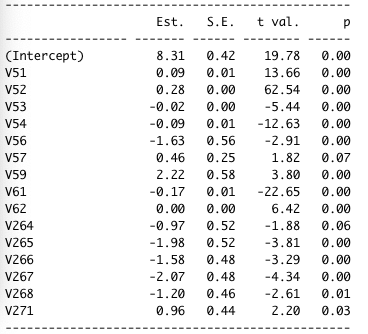 Est. S.E. t val. p
(Intercept) 8.31 0.42 19.78 0.00
V51 0.09 0.01 13.66 0.00
V52 0.28 0.00 62.54 0.00
V53 -0.02 0.00 -5.44 0.00
V54 -0.09 0.01 -12.63 0.00
V56 -1.63 0.56 -2.91 0.00
V57 0.46 0.25 1.82 0.07
V59 2.22 0.58 3.80 0.00
V61 -0.17 0.01 -22.65 0.00
V62 0.00 0.00 6.42 0.00
V264 -0.97 0.52 -1.88 0.06
V265 -1.98 0.52 -3.81 0.00
V266 -1.58 0.48 -3.29 0.00
V267 -2.07 0.48 -4.34 0.00
V268 -1.20 0.46 -2.61 0.01
V271 0.96 0.44 2.20 0.03